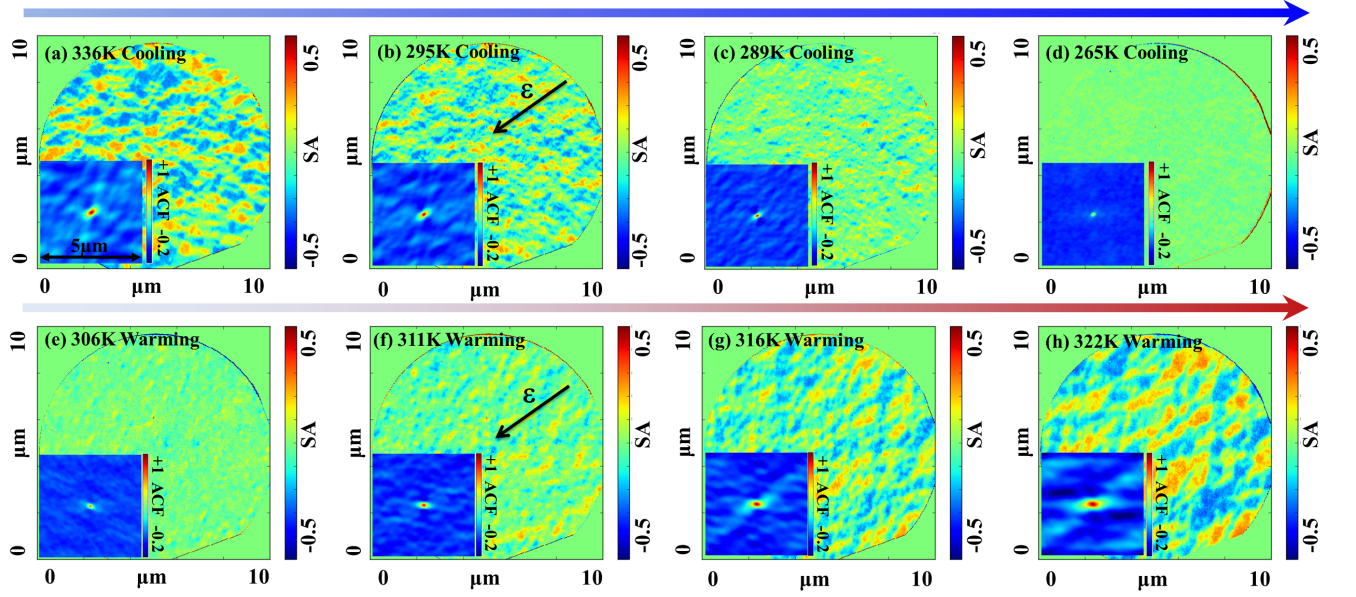 (a) 336K Cooling
10
μm
0
0 μm 10
0.5
SA
-0.5
+1 ACF -0.2
5μm
(b) 295K Cooling
ε
10
μm
0
0 μm 10
0.5
SA
-0.5
+1 ACF -0.2
(c) 289K Cooling
10
μm
0
0 μm 10
0.5
SA
-0.5
+1 ACF -0.2
(d) 265K Cooling
10
μm
0
0 μm 10
0.5
SA
-0.5
+1 ACF -0.2
(e) 306K Warming
10
μm
0
0 μm 10
0.5
SA
-0.5
+1 ACF -0.2
(f) 311K Warming
ε
10
μm
0
0 μm 10
0.5
SA
-0.5
+1 ACF -0.2
(g) 316K Warming
10
μm
0
0 μm 10
0.5
SA
-0.5
+1 ACF -0.2
(h) 322K Warming
10
μm
0
0 μm 10
0.5
SA
-0.5
+1 ACF -0.2